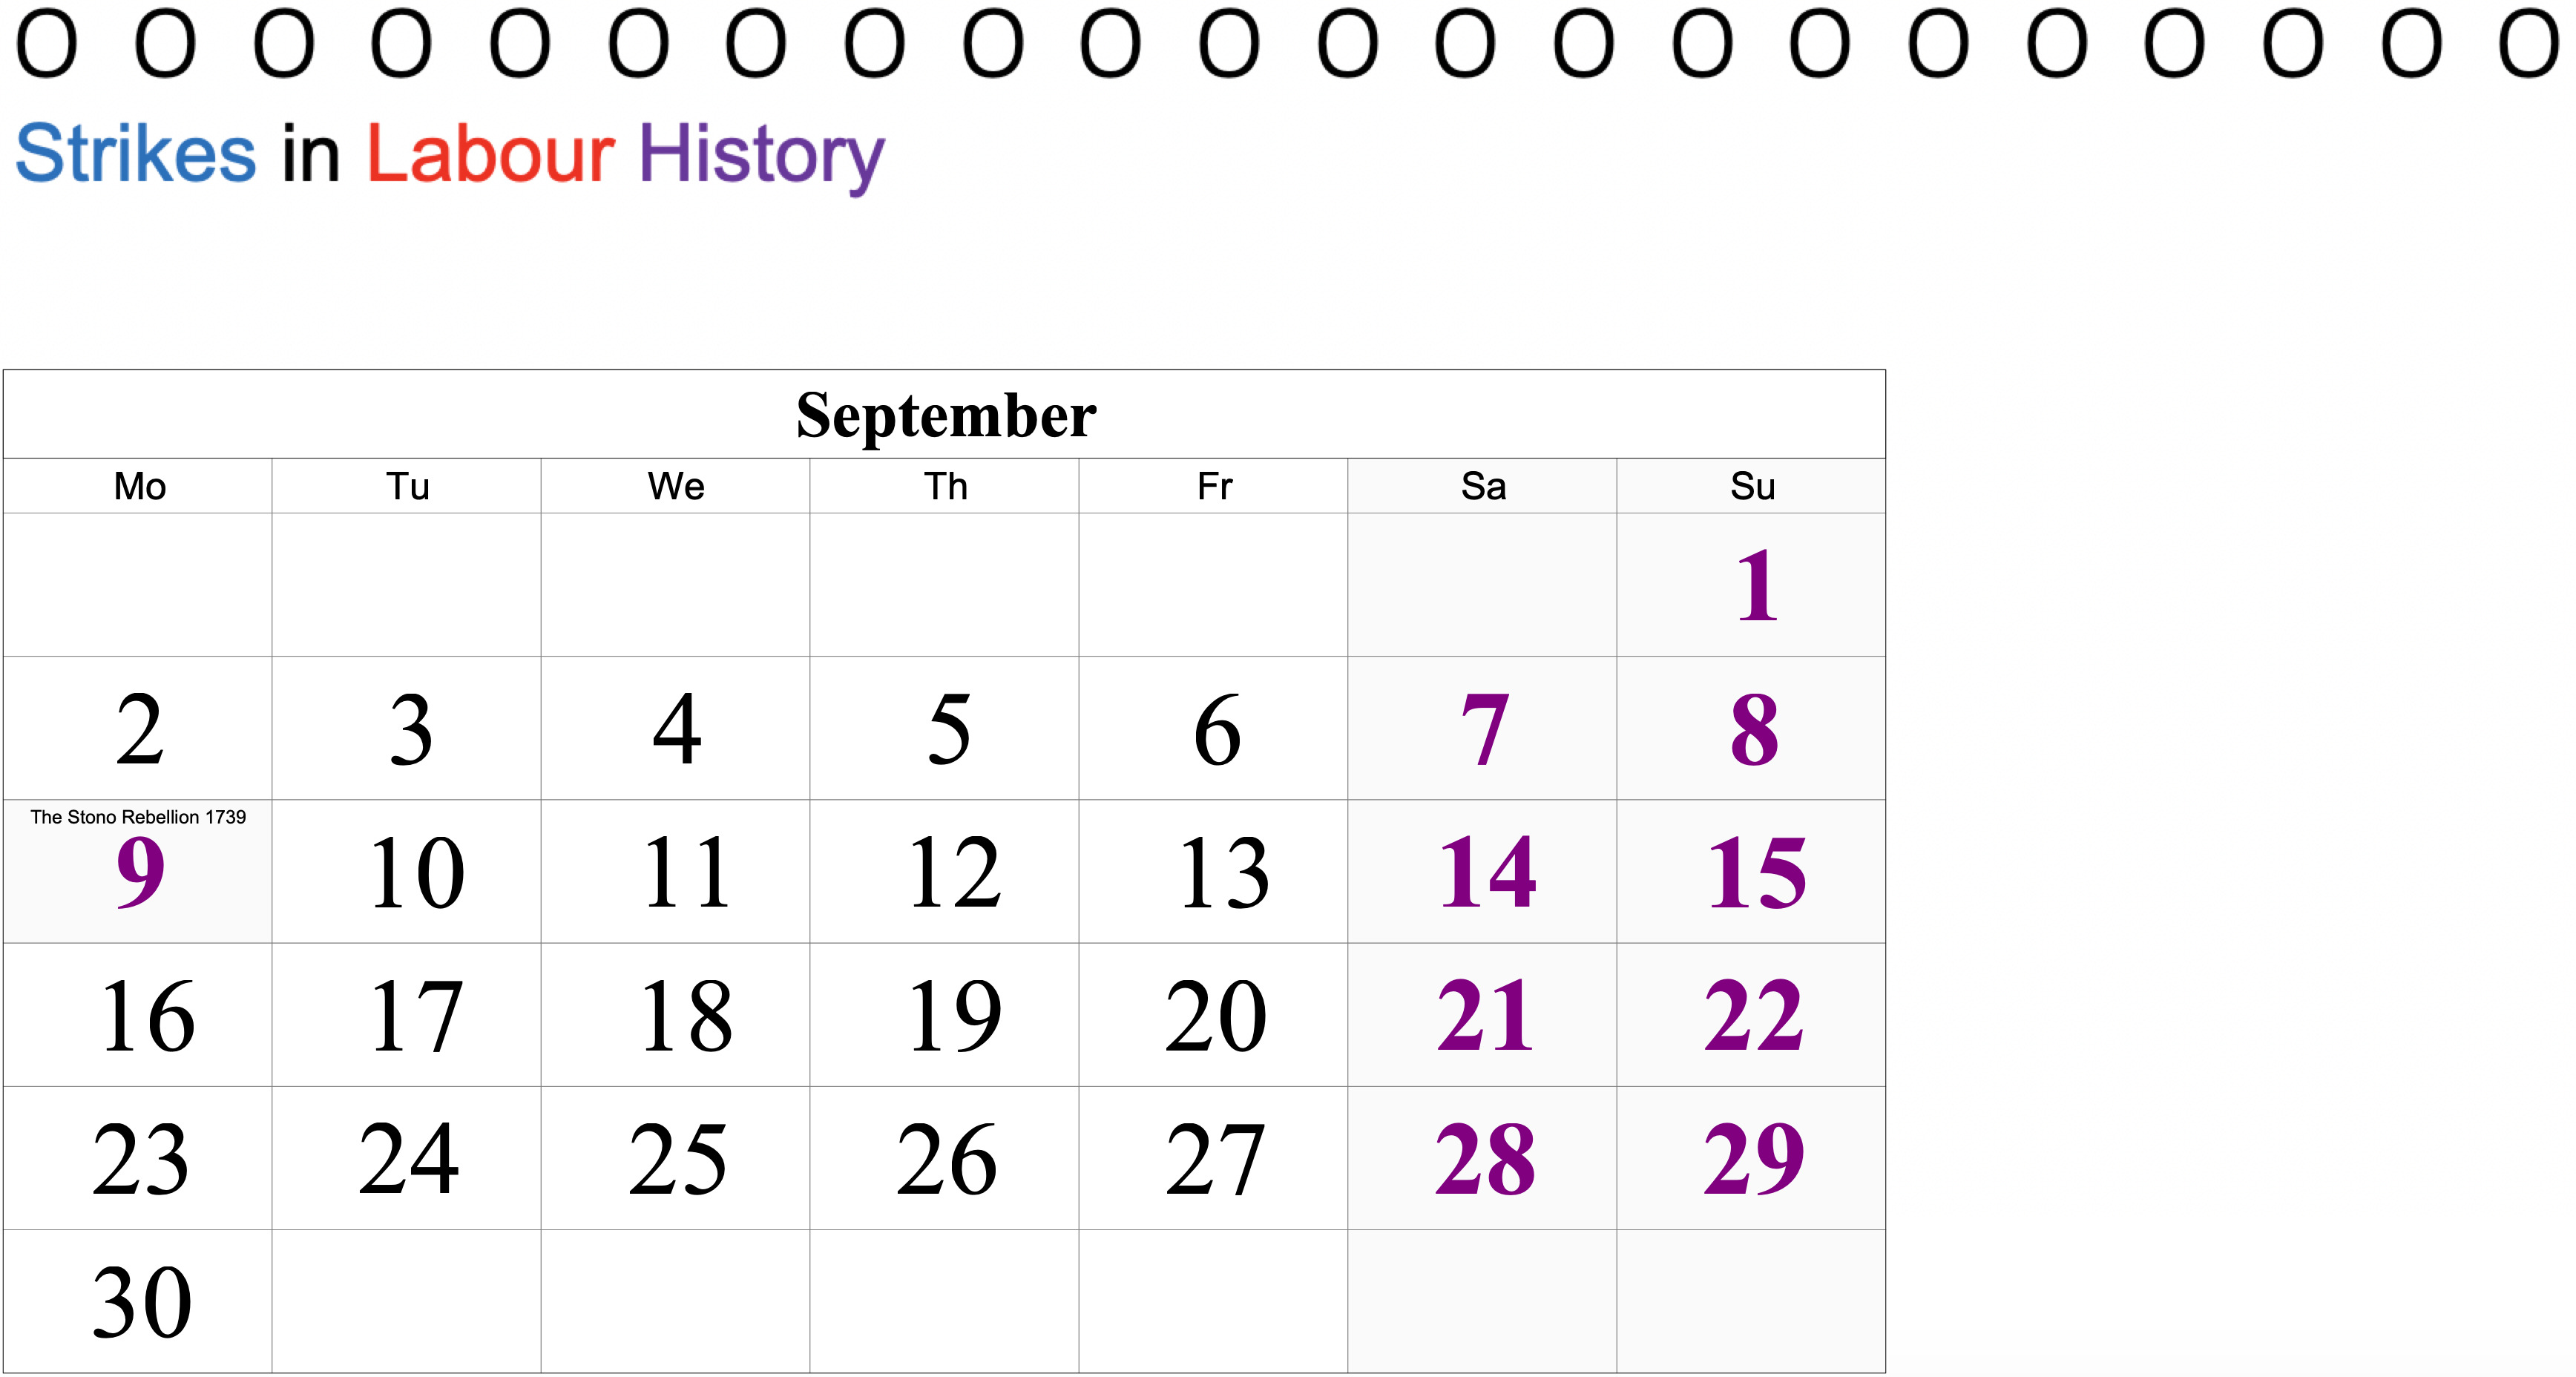 O O O O O O O O O O O O O O O O O O O O O O
Strikes in Labour History
September
Mo Tu We Th Fr Sa Su
1
2 3 4 5 6 7 8
The Stono Rebellion 1739
9 10 11 12 13 14 15
16 17 18 19 20 21 22
23 24 25 26 27 28 29
30